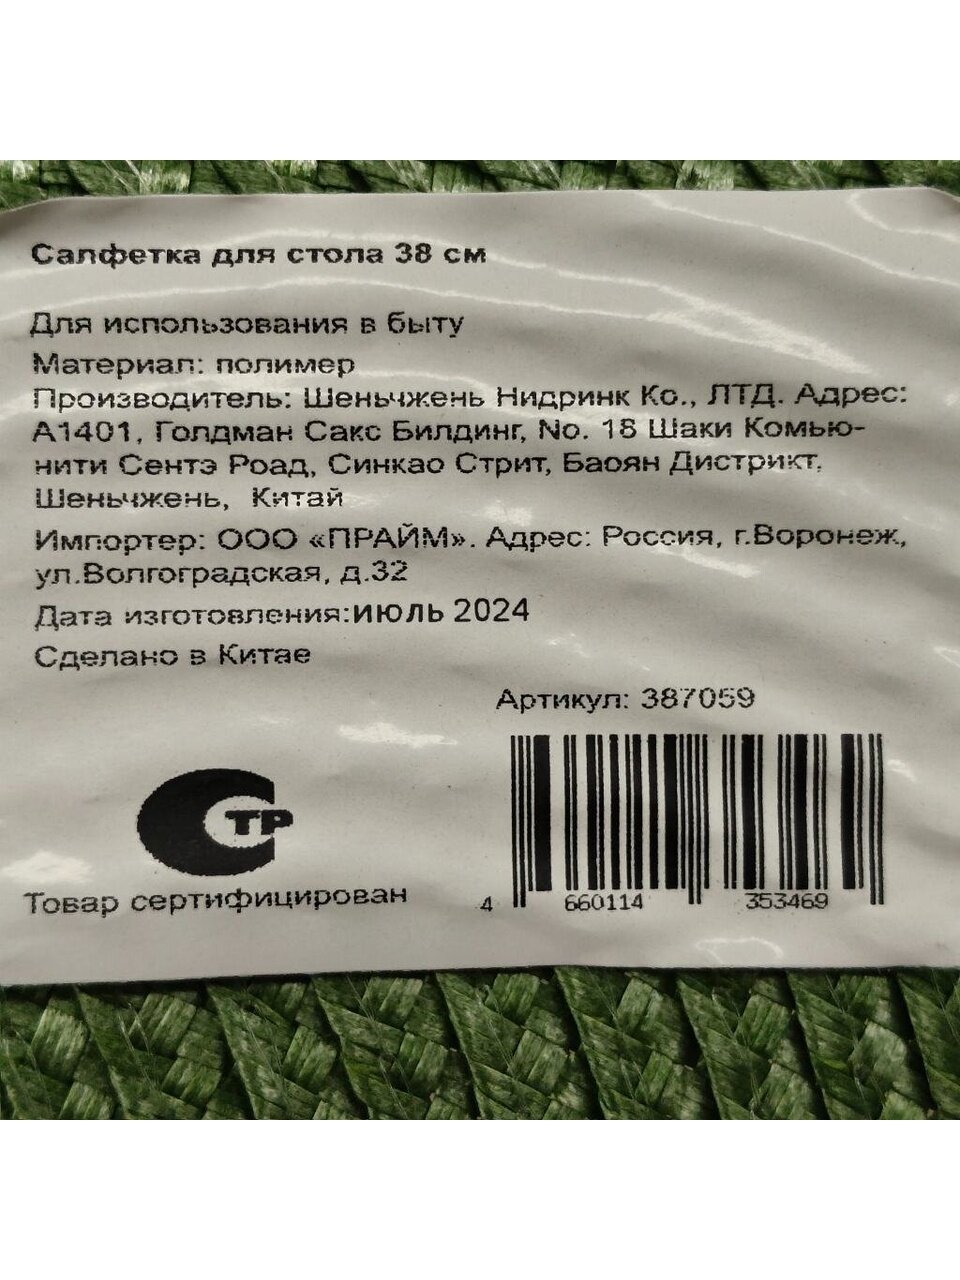 Салфетка для стола 38 см
Для использования в быту
Материал: полимер
Производитель: Шеньчжень Нидринк Ко., ЛТД. Адрес:
А1401, Голдман Сакс Билдинг, No. 18 Шаки Комью-
нити Сентэ Роад, Синкао Стрит, Баоян Дистрикт,
Шеньчжень, Китай
Импортер: ООО «ПРАЙМ». Адрес: Россия, г.Воронеж,
ул.Волгоградская, д.32
Дата изготовления:ИЮЛЬ 2024
Сделано в Китае
Артикул: 387059
ТР
Товар сертифицирован
4 660114 353469